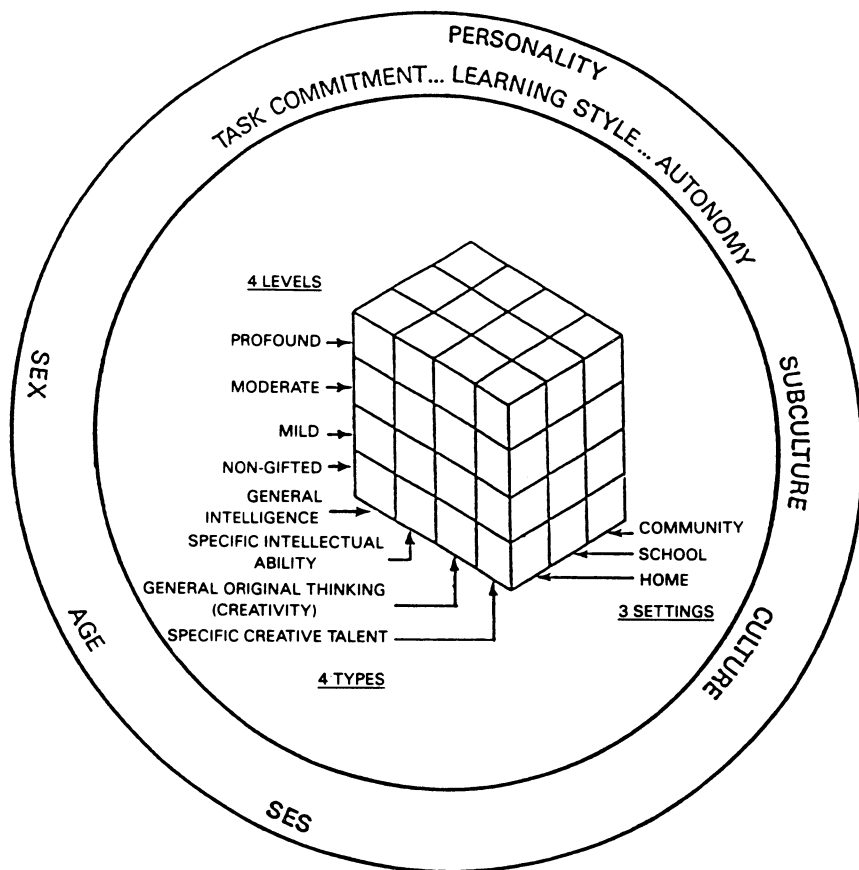 PERSONALITY
TASK COMMITMENT... LEARNING STYLE... AUTONOMY
SEX
SUBCULTURE
4 LEVELS
PROFOUND
MODERATE
MILD
NON-GIFTED
GENERAL
INTELLIGENCE
SPECIFIC INTELLECTUAL
ABILITY
GENERAL ORIGINAL THINKING
(CREATIVITY)
SPECIFIC CREATIVE TALENT
4 TYPES
COMMUNITY
SCHOOL
HOME
3 SETTINGS
AGE
CULTURE
SES